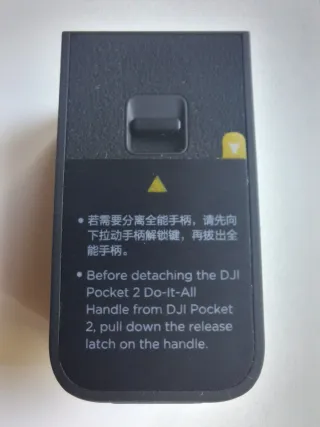 • 若需要分离全能手柄，请先向
下拉动手柄解锁键，再拔出全
能手柄。
• Before detaching the DJI
Pocket 2 Do-It-All
Handle from DJI Pocket
2, pull down the release
latch on the handle.